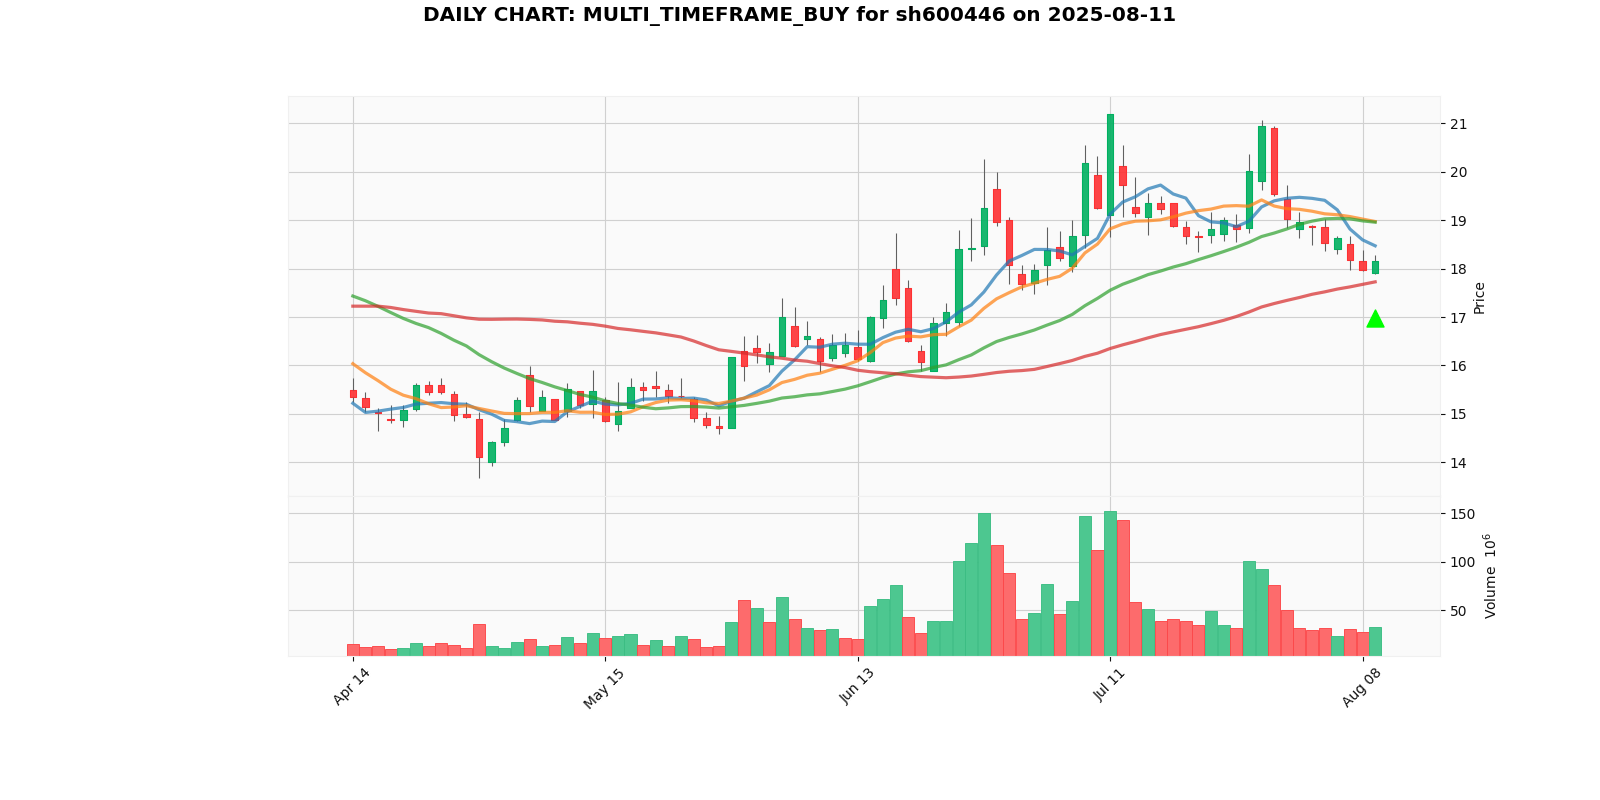 DAILY CHART: MULTI_TIMEFRAME_BUY for sh600446 on 2025-08-11
21
20
19
18
17
16
15
14
Price
150
100
50
Volume 10⁶
Apr 14
May 15
Jun 13
Jul 11
Aug 08